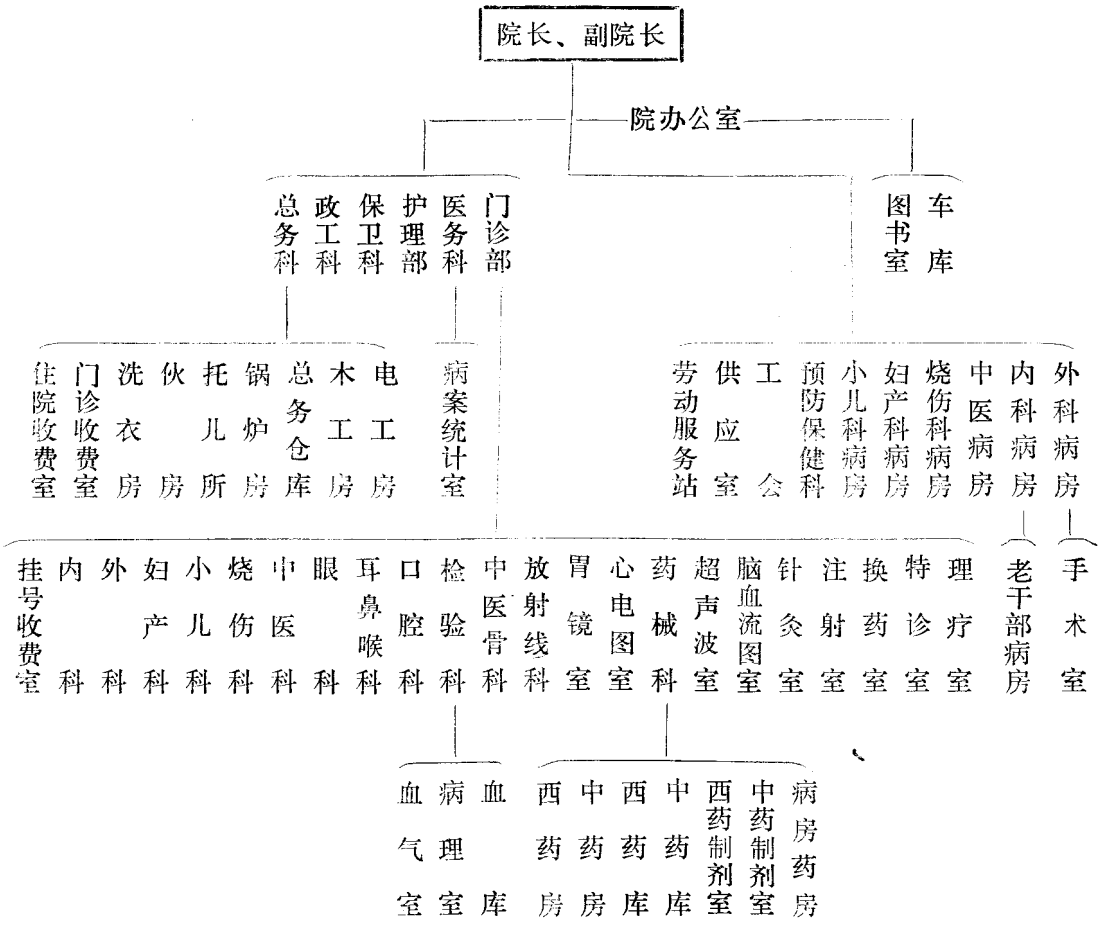 院长、副院长
院办公室
总务科
政工科
保卫科
护理部
医务科
门诊部
图书室
车库
住院收费室
门诊收费室
洗衣房
伙房
托儿所
锅炉房
总务仓库
木工房
电工房
病案统计室
劳动服务站
供应室
工会
预防保健科
小儿科病房
妇产科病房
烧伤科病房
中医病房
内科病房
外科病房
挂号收费室
内科
外科
妇产科
小儿科
烧伤科
中医科
眼科
耳鼻喉科
口腔科
检验科
中医骨科
放射线科
胃镜室
心电图室
药械科
超声波室
脑血流图室
针灸室
注射室
换药室
特诊室
理疗室
老干部病房
手术室
血气室
病理室
血库
西药房
中药房
西药库
中药库
西药制剂室
中药制剂室
病房药房